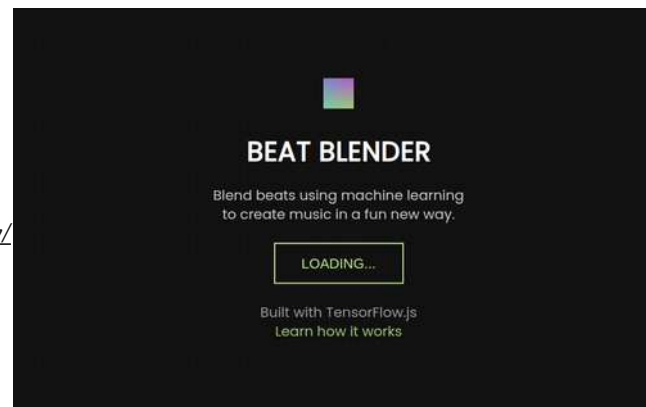 BEAT BLENDER
Blend beats using machine learning
to create music in a fun new way.
/
LOADING...
Built with TensorFlow.js
Learn how it works